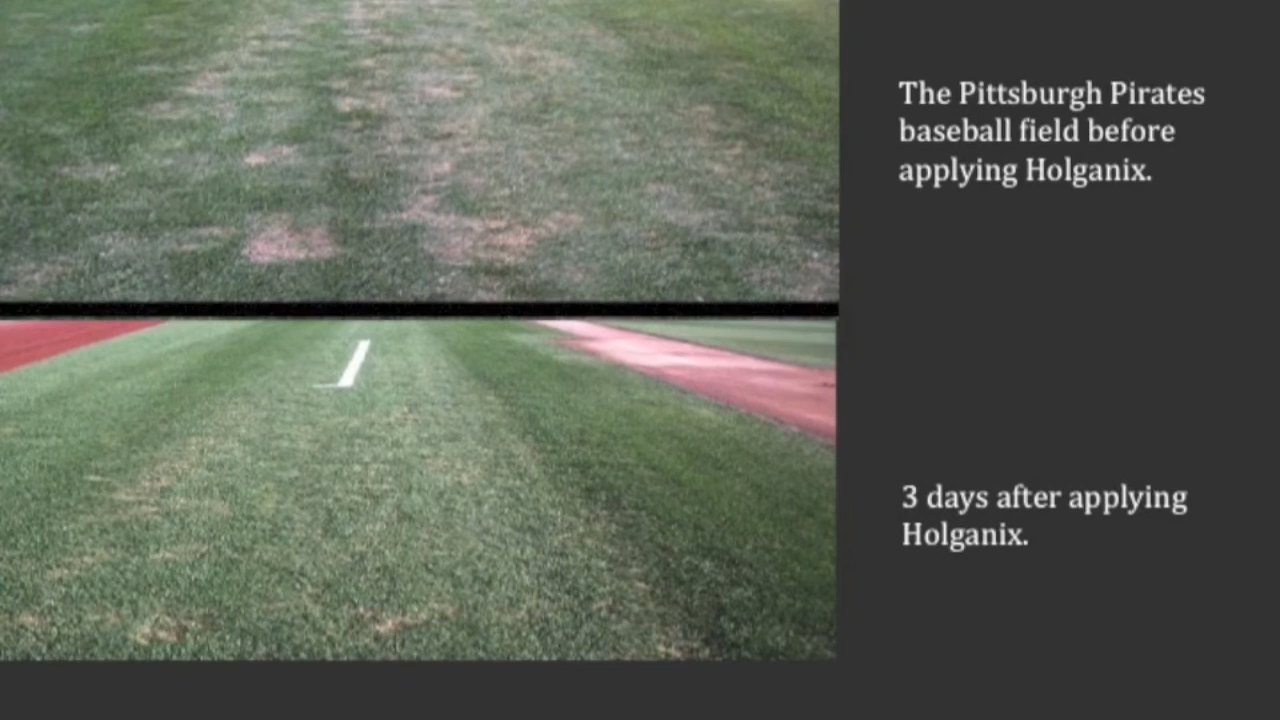 The Pittsburgh Pirates
baseball field before
applying Holganix.
3 days after applying
Holganix.